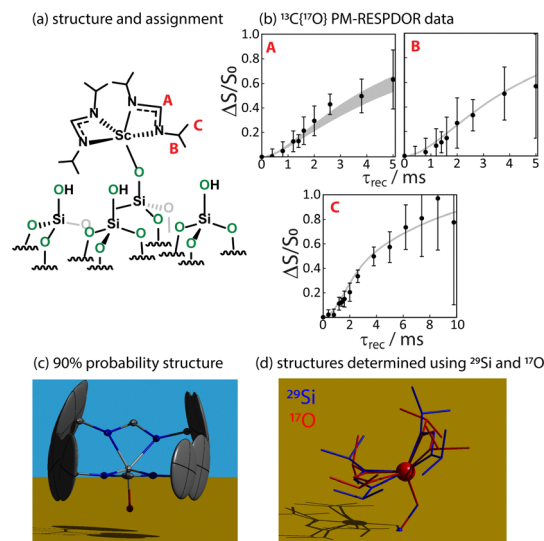 (a) structure and assignment
(b) ¹³C{¹⁷O} PM-RESPDOR data
A
B
C
N
N
N
N
Sc
O
OH
OH
OH
Si
Si
Si
Si
O
O
O
O
O
O
O
O
O
A
ΔS/S₀
1.0
0.8
0.6
0.4
0.2
0.0
0
1
2
3
4
5
τrec / ms
B
0
1
2
3
4
5
τrec / ms
C
ΔS/S₀
1.0
0.8
0.6
0.4
0.2
0.0
0
2
4
6
8
10
τrec / ms
(c) 90% probability structure
(d) structures determined using ²⁹Si and ¹⁷O
²⁹Si
¹⁷O